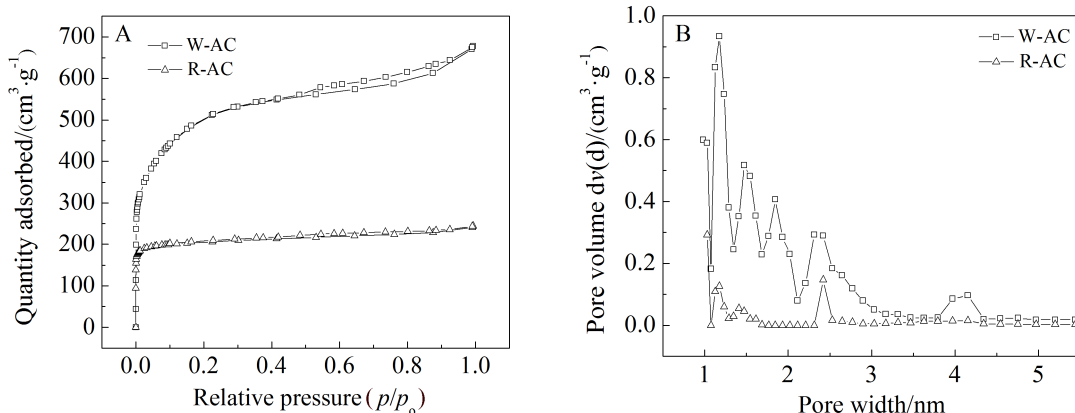 A
W-AC
R-AC
700
600
500
400
300
200
100
0
0.0 0.2 0.4 0.6 0.8 1.0
Quantity adsorbed/(cm³·g⁻¹)
Relative pressure (p/p₀)
B
W-AC
R-AC
1.0
0.8
0.6
0.4
0.2
0.0
1 2 3 4 5
Pore volume dv(d)/(cm³·g⁻¹)
Pore width/nm